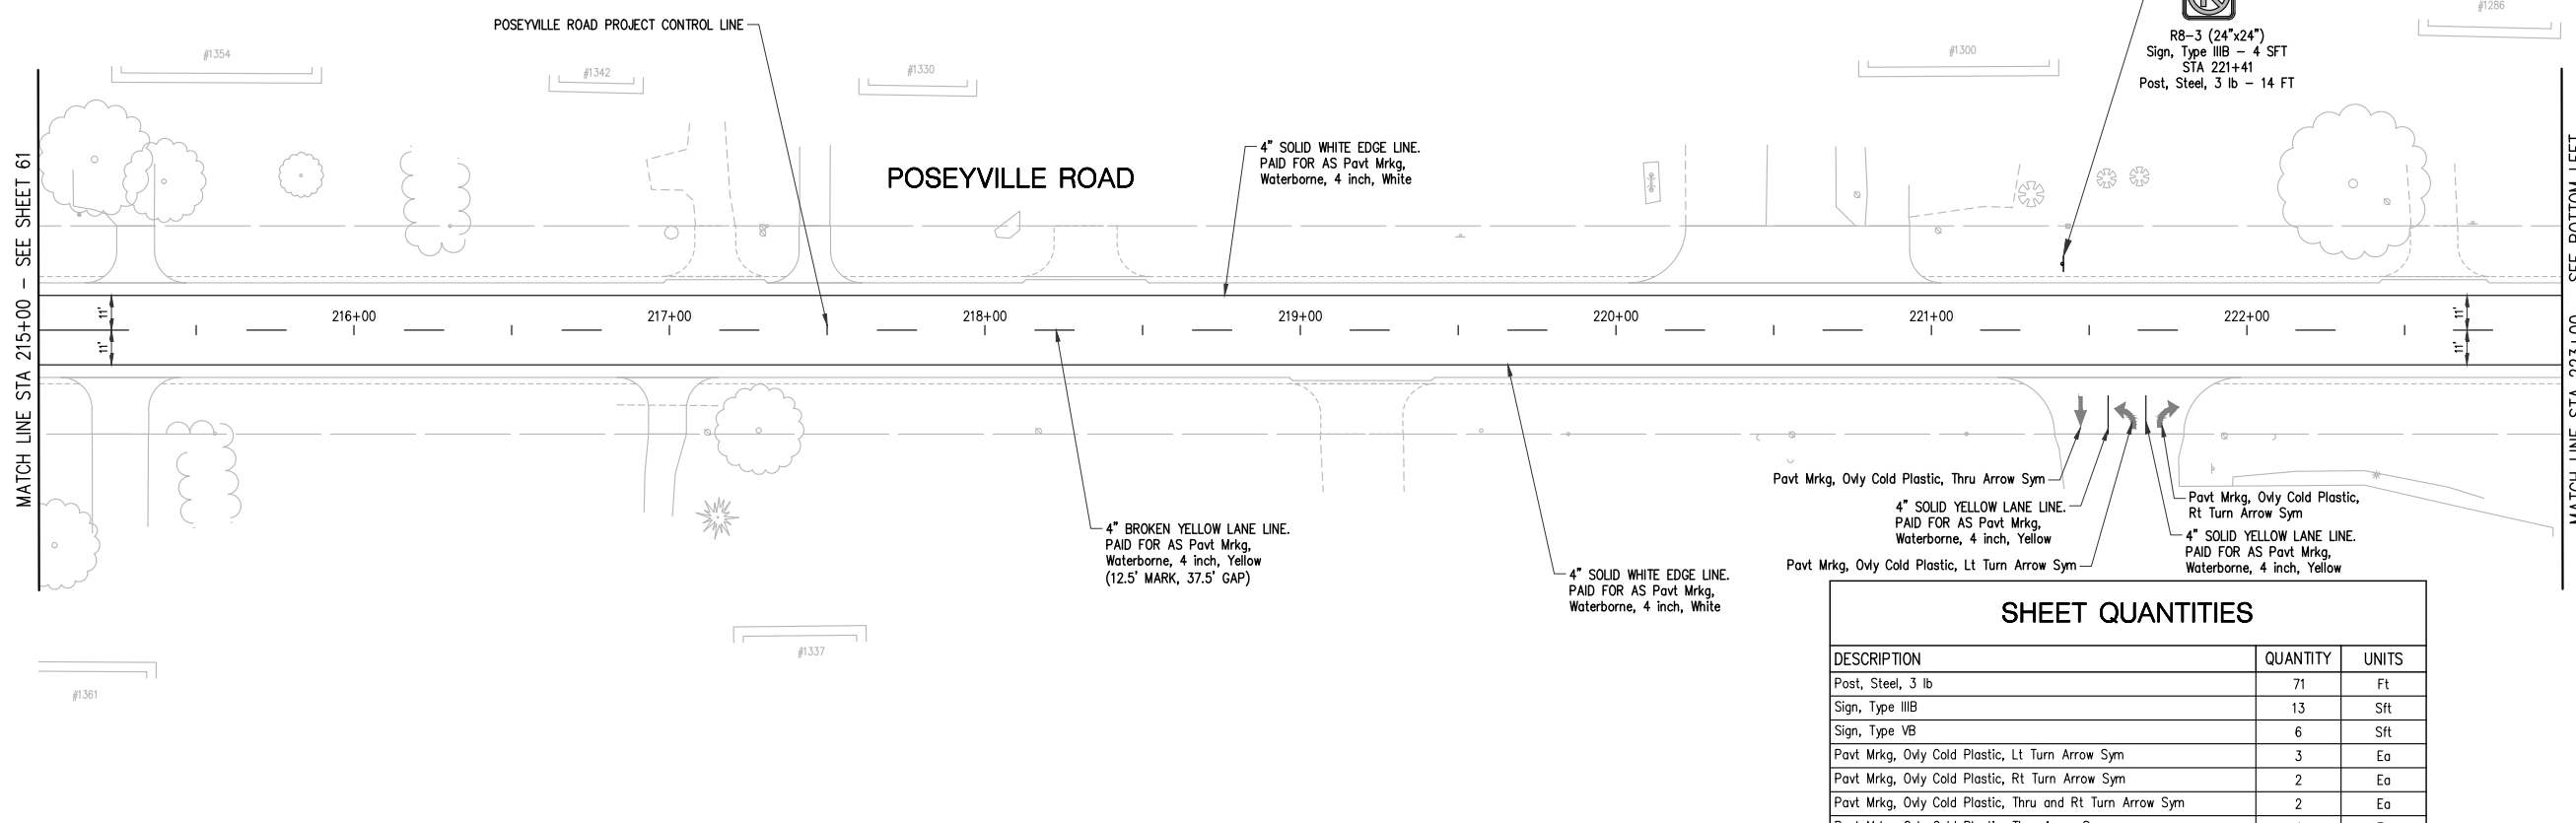 POSEYVILLE ROAD PROJECT CONTROL LINE
#1354
#1342
#1330
#1300
#1286
R8-3 (24"x24")
Sign, Type IIIB - 4 SFT
STA 221+41
Post, Steel, 3 lb - 14 FT
MATCH LINE STA 215+00 - SEE SHEET 61
POSEYVILLE ROAD
4" SOLID WHITE EDGE LINE.
PAID FOR AS Pavt Mrkg,
Waterborne, 4 inch, White
11'
11'
216+00
217+00
218+00
219+00
220+00
221+00
222+00
11'
11'
MATCH LINE STA 223+00 - SEE BOTTOM LEFT
4" BROKEN YELLOW LANE LINE.
PAID FOR AS Pavt Mrkg,
Waterborne, 4 inch, Yellow
(12.5' MARK, 37.5' GAP)
4" SOLID WHITE EDGE LINE.
PAID FOR AS Pavt Mrkg,
Waterborne, 4 inch, White
Pavt Mrkg, Ovly Cold Plastic, Thru Arrow Sym
4" SOLID YELLOW LANE LINE.
PAID FOR AS Pavt Mrkg,
Waterborne, 4 inch, Yellow
Pavt Mrkg, Ovly Cold Plastic, Lt Turn Arrow Sym
Pavt Mrkg, Ovly Cold Plastic,
Rt Turn Arrow Sym
4" SOLID YELLOW LANE LINE.
PAID FOR AS Pavt Mrkg,
Waterborne, 4 inch, Yellow
#1337
#1361
SHEET QUANTITIES
DESCRIPTION QUANTITY UNITS
Post, Steel, 3 lb 71 Ft
Sign, Type IIIB 13 Sft
Sign, Type VB 6 Sft
Pavt Mrkg, Ovly Cold Plastic, Lt Turn Arrow Sym 3 Ea
Pavt Mrkg, Ovly Cold Plastic, Rt Turn Arrow Sym 2 Ea
Pavt Mrkg, Ovly Cold Plastic, Thru and Rt Turn Arrow Sym 2 Ea